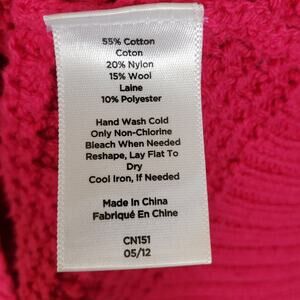 55% Cotton
Coton
20% Nylon
15% Wool
Laine
10% Polyester
Hand Wash Cold
Only Non-Chlorine
Bleach When Needed
Reshape, Lay Flat To
Dry
Cool Iron, If Needed
Made In China
Fabriqué En Chine
CN151
05/12